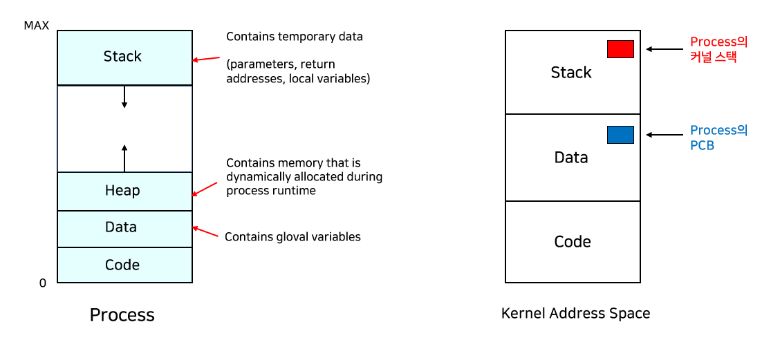 MAX
Stack
Contains temporary data
(parameters, return
addresses, local variables)
Heap
Contains memory that is
dynamically allocated during
process runtime
Data
Contains gloval variables
Code
0
Process
Stack
Process의
커널 스택
Data
Process의
PCB
Code
Kernel Address Space